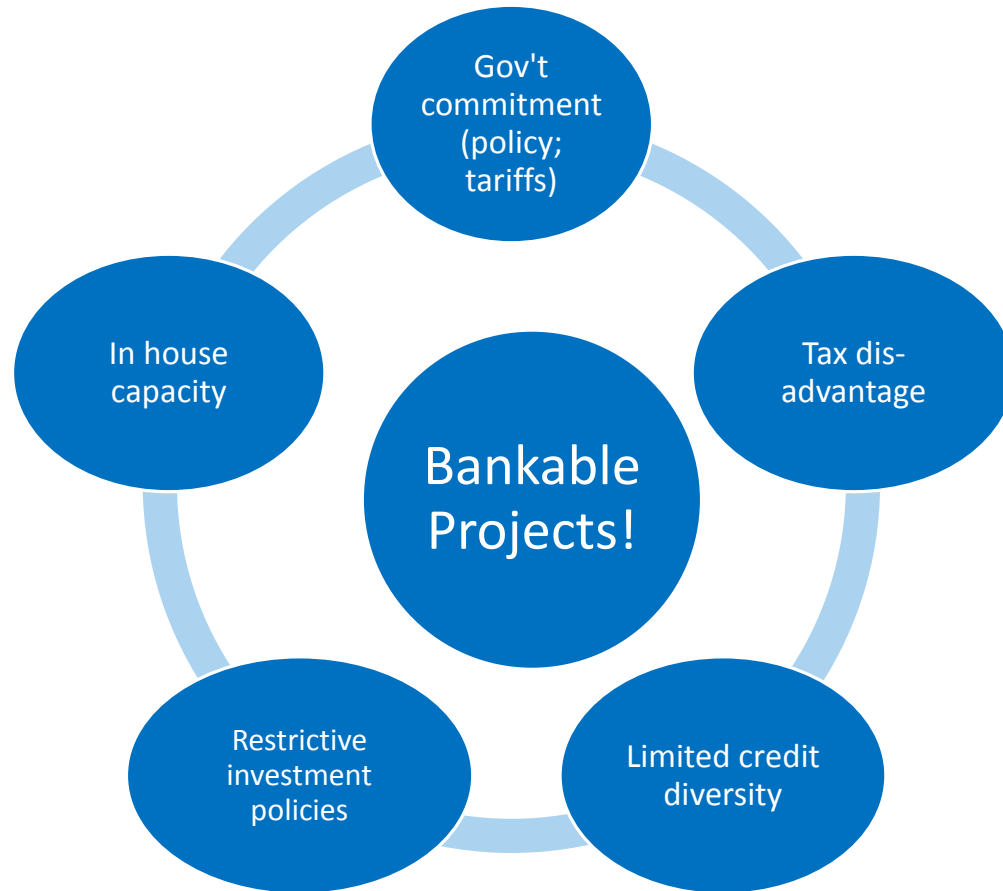 Gov't
commitment
(policy;
tariffs)
Tax dis-
advantage
Limited credit
diversity
Restrictive
investment
policies
In house
capacity
Bankable
Projects!